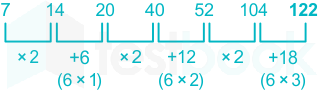 7 14 20 40 52 104 122
×2 +6 ×2 +12 ×2 +18
(6×1) (6×2) (6×3)
testbook